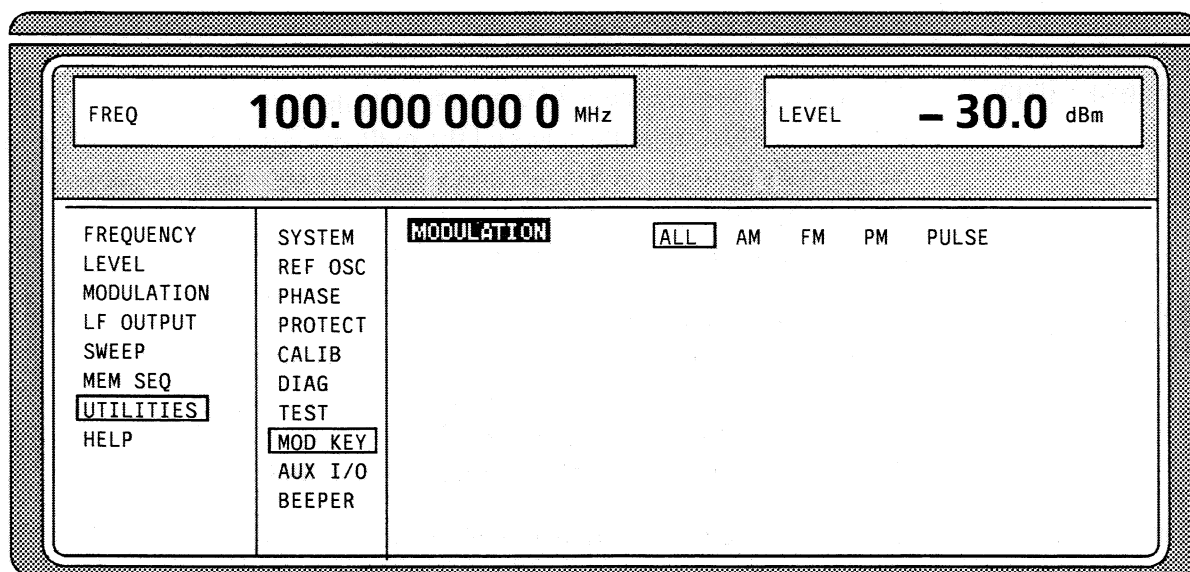 FREQ 100. 000 000 0 MHz
LEVEL – 30.0 dBm
FREQUENCY
LEVEL
MODULATION
LF OUTPUT
SWEEP
MEM SEQ
UTILITIES
HELP
SYSTEM
REF OSC
PHASE
PROTECT
CALIB
DIAG
TEST
MOD KEY
AUX I/O
BEEPER
MODULATION ALL AM FM PM PULSE